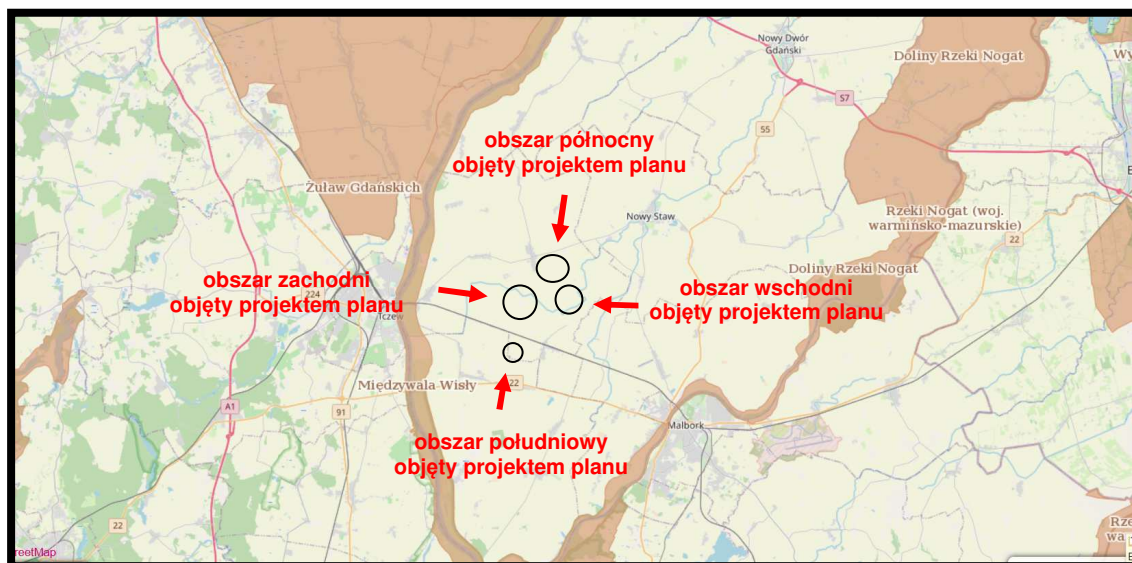 Nowy Dwór
Gdański
Doliny Rzeki Nogat
S7
55
obszar północny
objęty projektem planu
Żuław Gdańskich
Nowy Staw
Rzeki Nogat (woj.
warmińsko-mazurskie)
22
Doliny Rzeki Nogat
obszar zachodni
objęty projektem planu
224
Tczew
obszar wschodni
objęty projektem planu
Międzywala Wisły
22
A1
91
Malbork
obszar południowy
objęty projektem planu
22
reetMap